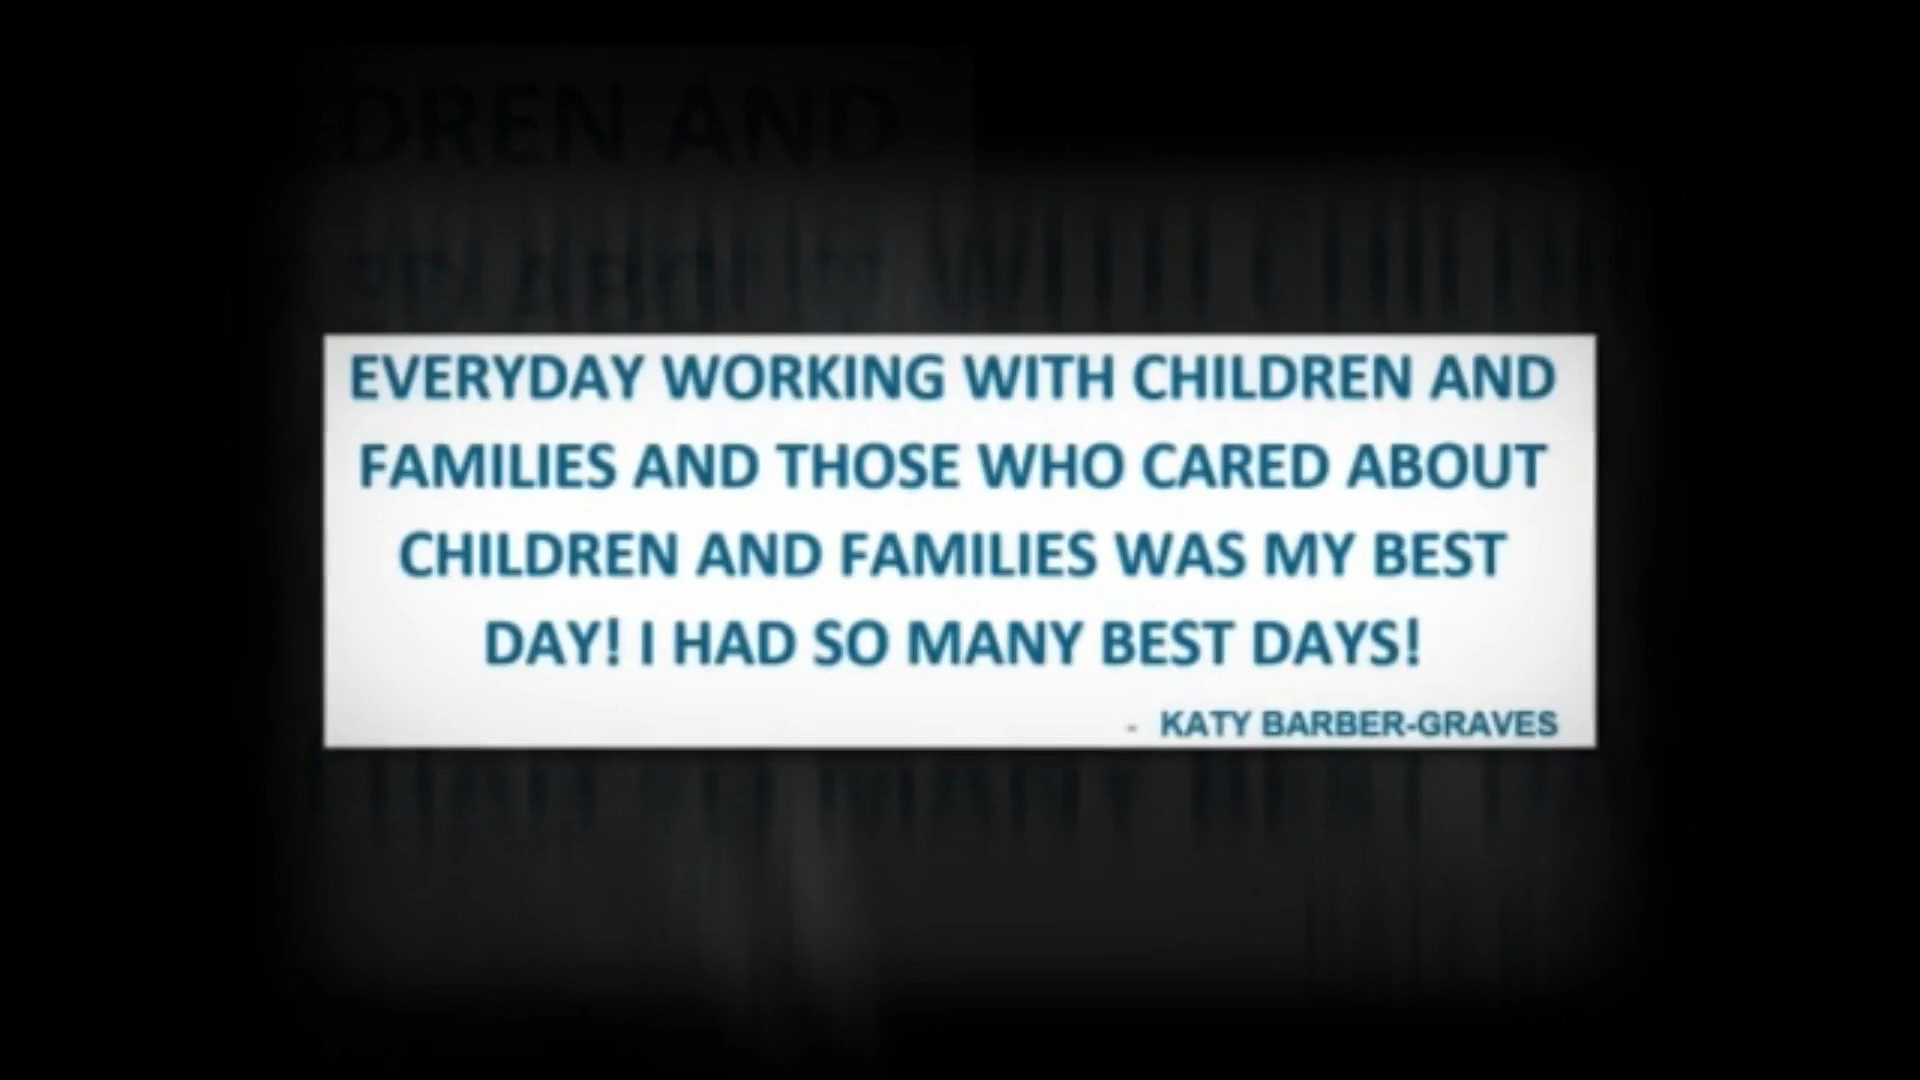 EVERYDAY WORKING WITH CHILDREN AND
FAMILIES AND THOSE WHO CARED ABOUT
CHILDREN AND FAMILIES WAS MY BEST
DAY! I HAD SO MANY BEST DAYS!
- KATY BARBER-GRAVES